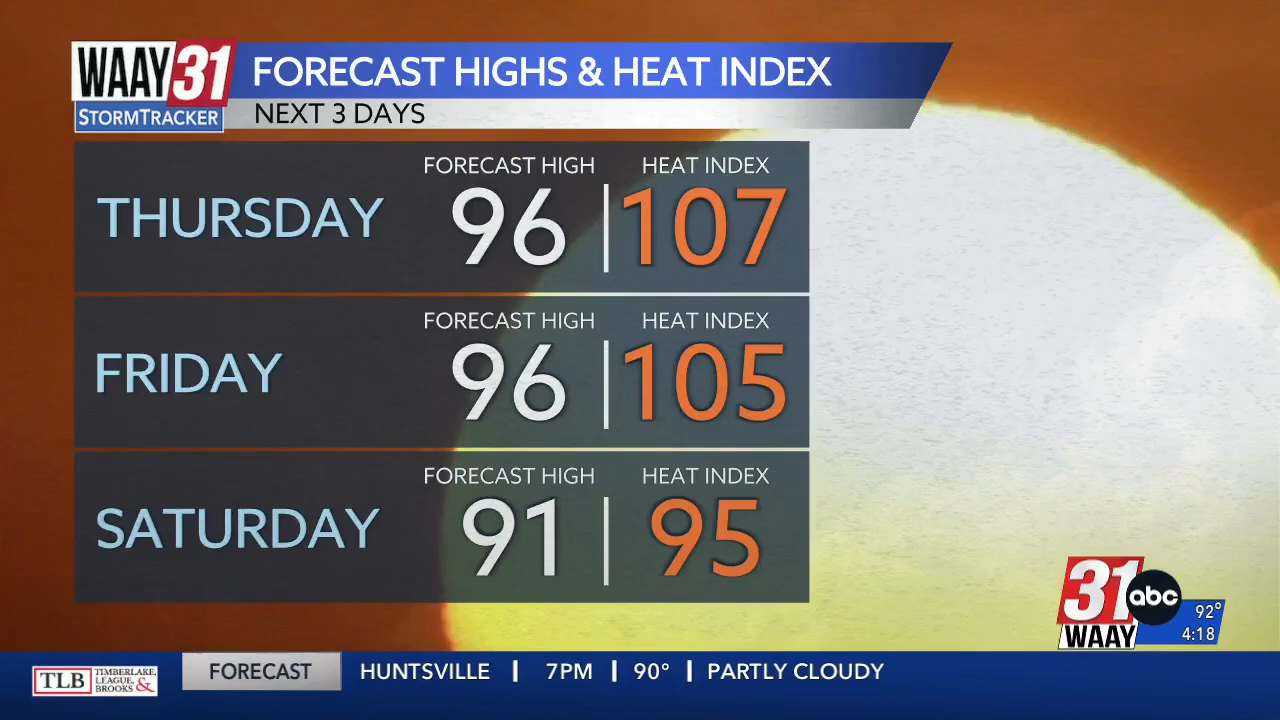 WAAY 31
STORMTRACKER
FORECAST HIGHS & HEAT INDEX
NEXT 3 DAYS
THURSDAY
FORECAST HIGH
96
HEAT INDEX
107
FRIDAY
FORECAST HIGH
96
HEAT INDEX
105
SATURDAY
FORECAST HIGH
91
HEAT INDEX
95
31
abc
WAAY
92°
4:18
TLB
TIMBERLAKE,
LEAGUE,
BROOKS &
FORECAST
HUNTSVILLE | 7PM | 90° | PARTLY CLOUDY